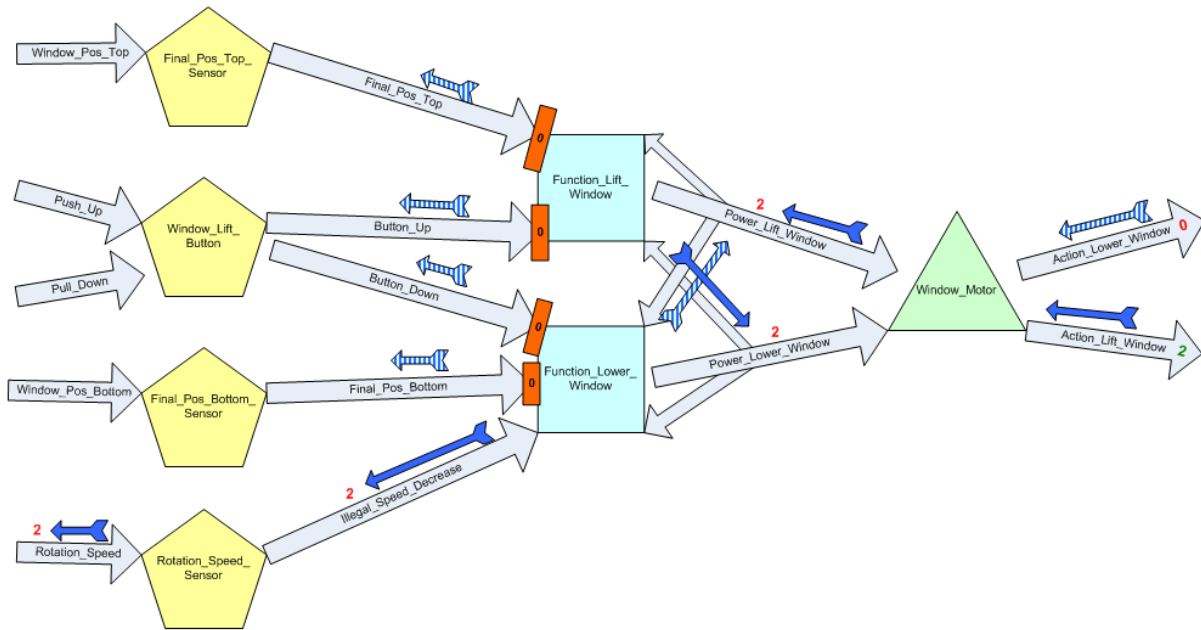 Window_Pos_Top
Final_Pos_Top_
Sensor
Final_Pos_Top
0
Function_Lift_
Window
Push_Up
Pull_Down
Window_Lift_
Button
Button_Up
0
Button_Down
0
2
Power_Lift_Window
Window_Motor
Action_Lower_Window
0
Action_Lift_Window
2
Window_Pos_Bottom
Final_Pos_Bottom_
Sensor
Final_Pos_Bottom
0
Function_Lower_
Window
2
Power_Lower_Window
2
Illegal_Speed_Decrease
2
Rotation_Speed
Rotation_Speed_
Sensor